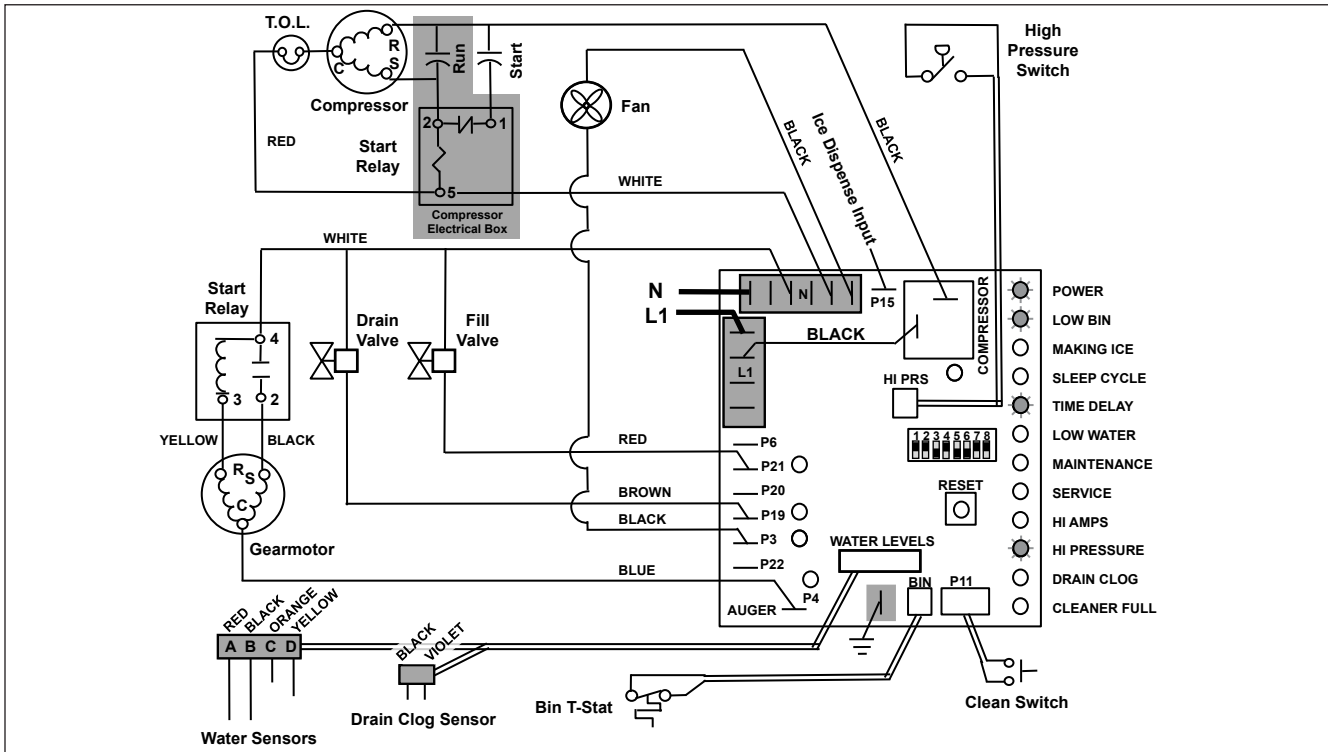 T.O.L.
R
S
C
Compressor
RED
Run
Start
2
1
Start
Relay
5
Compressor
Electrical Box
WHITE
Fan
BLACK
Ice Dispense Input
BLACK
High
Pressure
Switch
WHITE
Start
Relay
4
3
2
YELLOW
BLACK
R
S
C
Gearmotor
Drain
Valve
Fill
Valve
N
L1
N
L1
BLACK
P15
COMPRESSOR
HI PRS
1 2 3 4 5 6 7 8
RESET
RED
BROWN
BLACK
BLUE
P6
P21
P20
P19
P3
P22
P4
AUGER
WATER LEVELS
BIN
P11
POWER
LOW BIN
MAKING ICE
SLEEP CYCLE
TIME DELAY
LOW WATER
MAINTENANCE
SERVICE
HI AMPS
HI PRESSURE
DRAIN CLOG
CLEANER FULL
RED
BLACK
ORANGE
YELLOW
A B C D
Water Sensors
BLACK
VIOLET
Drain Clog Sensor
Bin T-Stat
Clean Switch